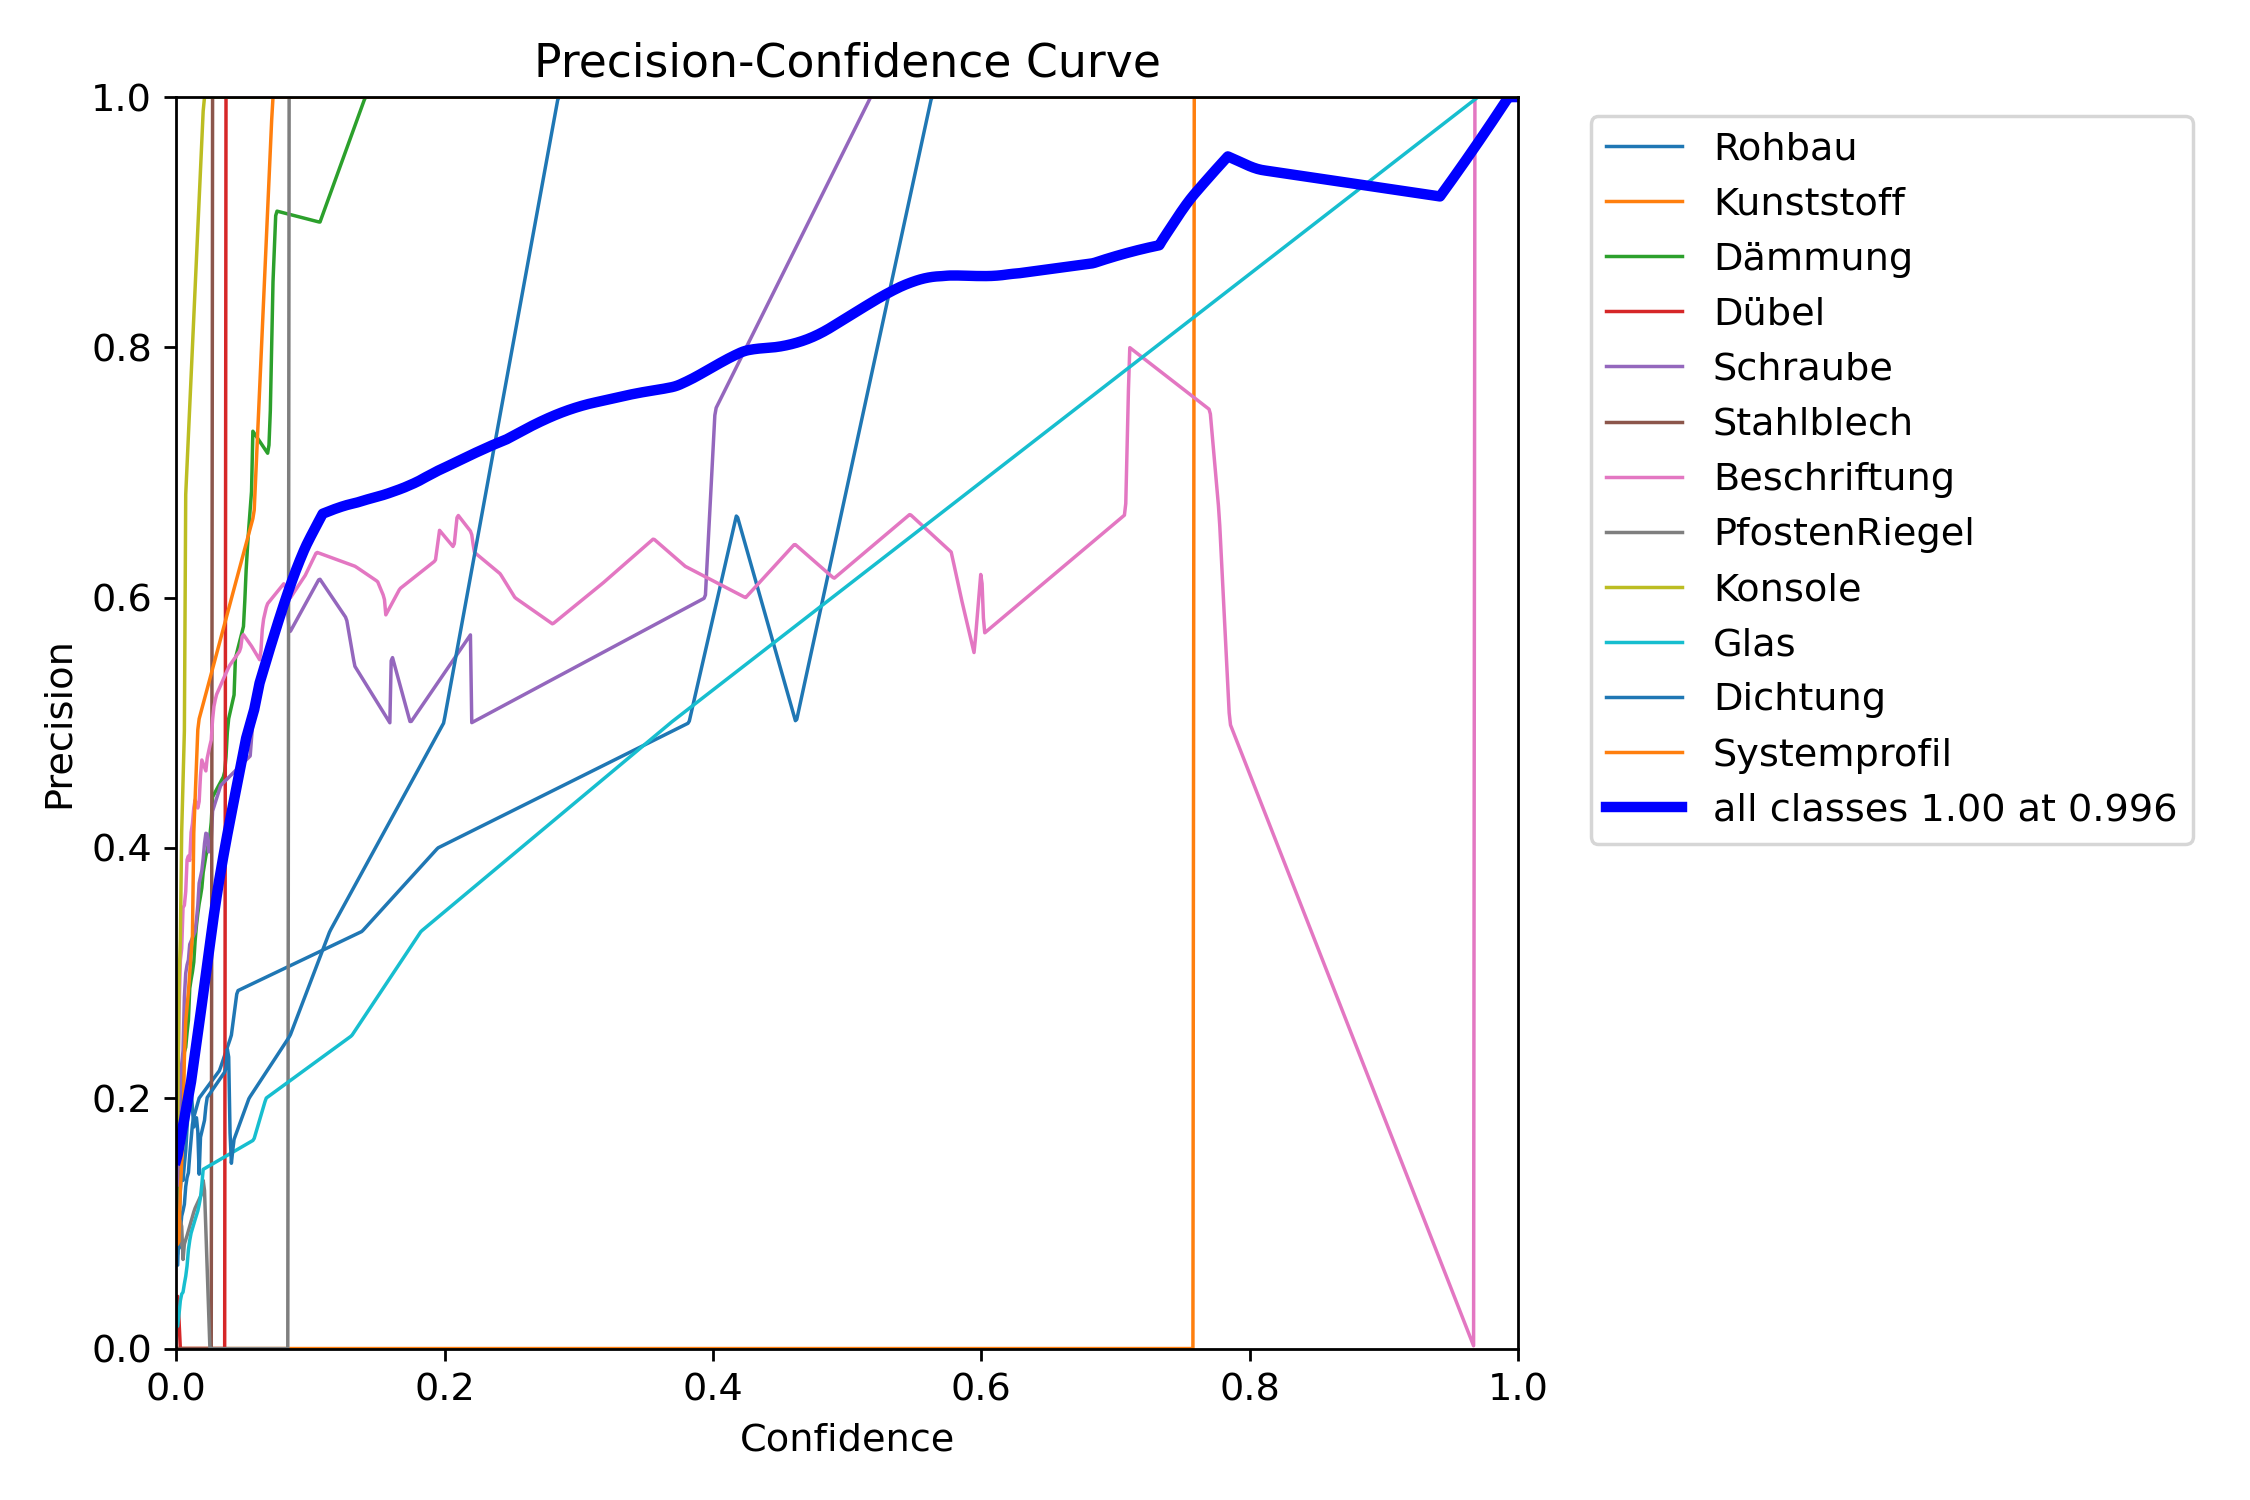 Precision-Confidence Curve
1.0
0.8
0.6
0.4
0.2
0.0
Precision
0.0 0.2 0.4 0.6 0.8 1.0
Confidence
Rohbau
Kunststoff
Dämmung
Dübel
Schraube
Stahlblech
Beschriftung
PfostenRiegel
Konsole
Glas
Dichtung
Systemprofil
all classes 1.00 at 0.996